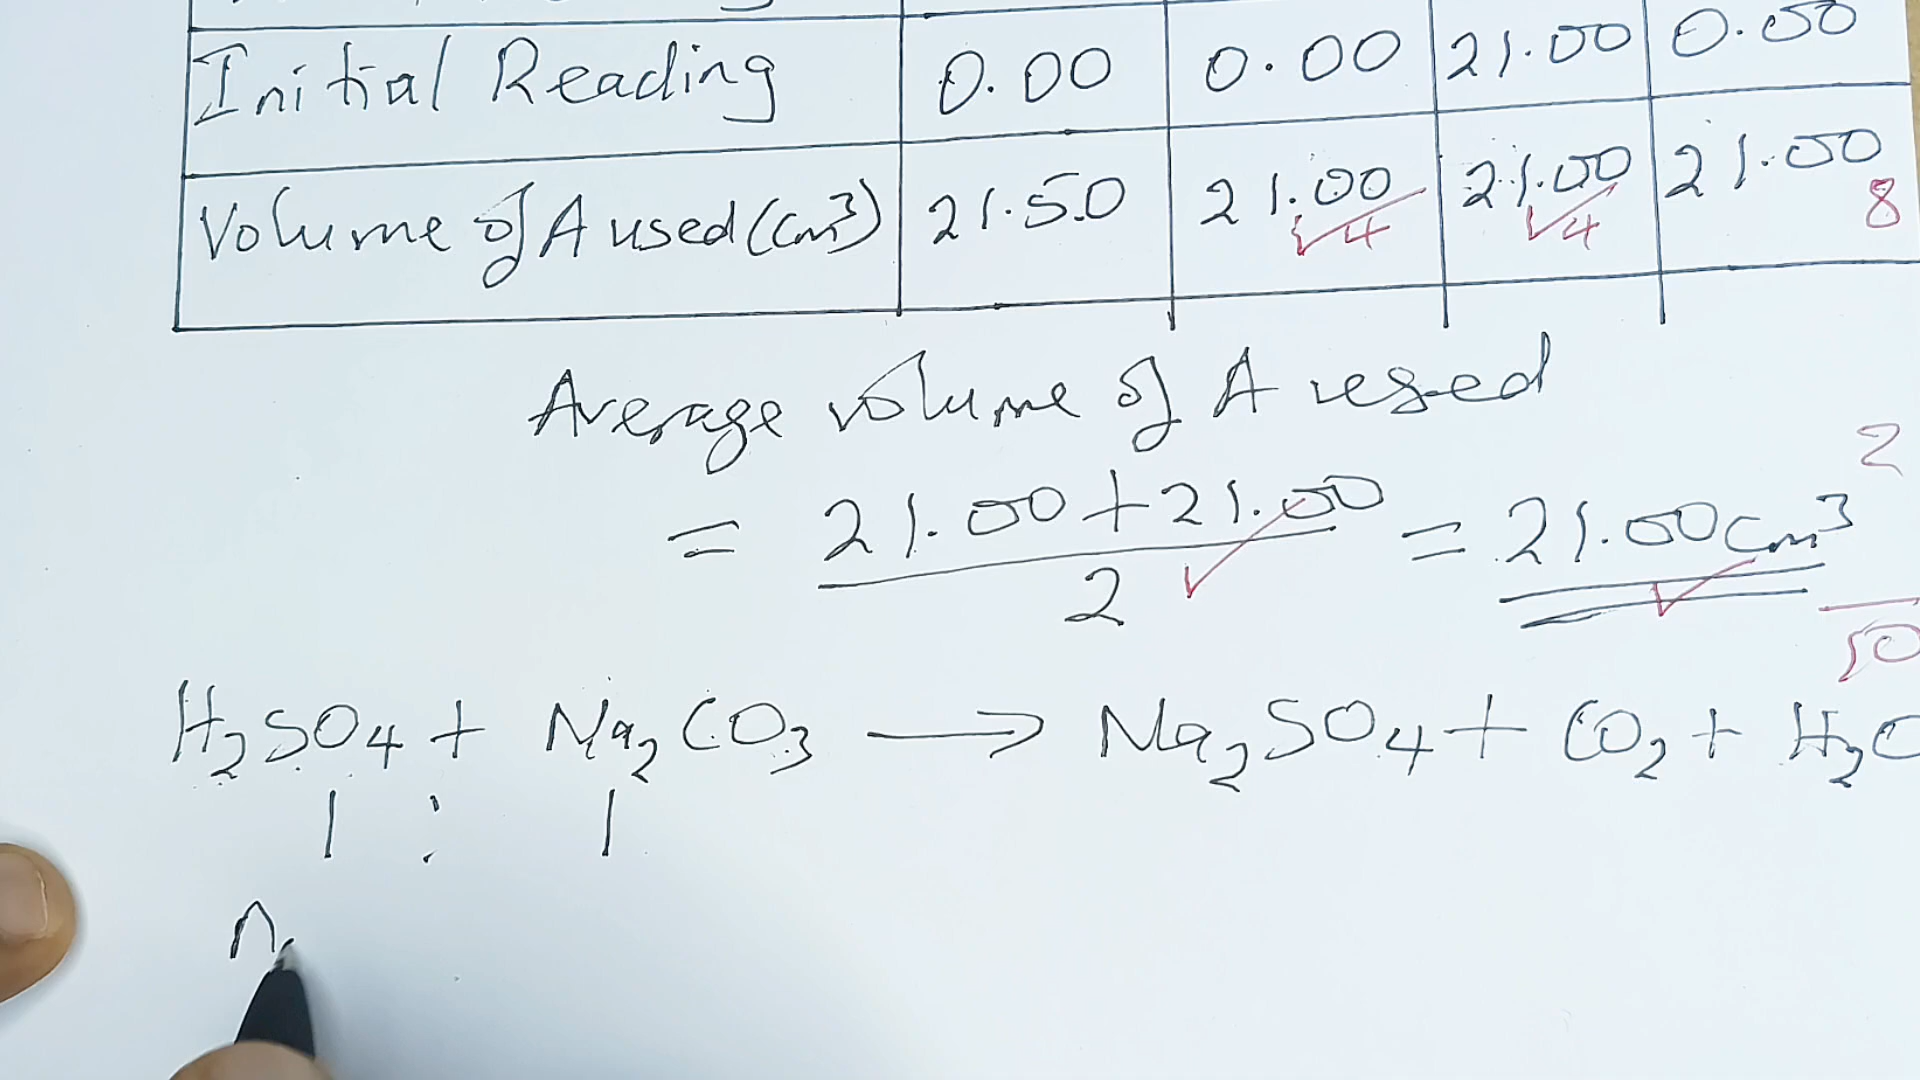 Initial Reading 0.00 0.00 21.00 0.00
Volume of A used (cm³) 21.50 21.00 21.00 21.00
4 4 8
Average volume of A used
2
= 21.00 + 21.00 = 21.00 cm³
2
10
H₂SO₄ + Na₂CO₃ → Na₂SO₄ + CO₂ + H₂O
1 : 1
n